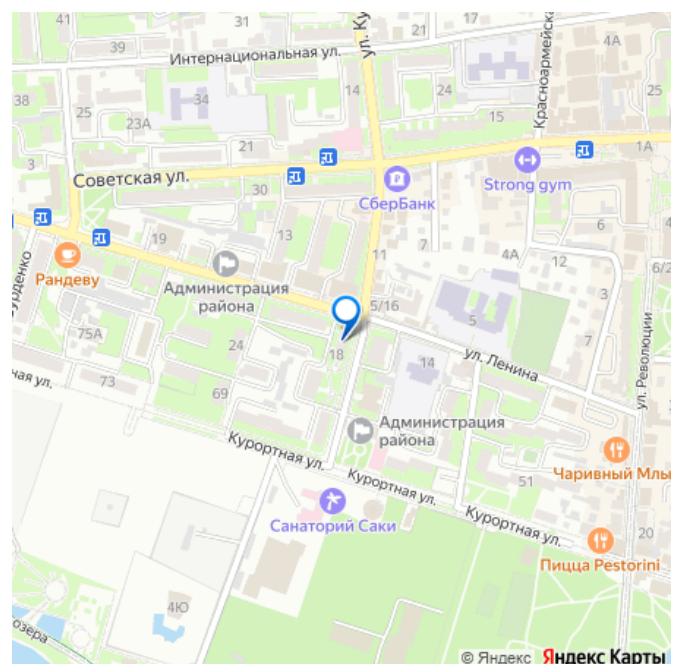 41
39
Интернациональная ул.
ул. Ку
21
17
Красноармейска
4А
38
25
23А
34
14
24
15
25
21
3
1А
Советская ул.
30
СберБанк
Strong gym
19
13
11
7
6
4А
12
6/2
Рандеву
Администрация
района
5/16
3
урденко
75А
24
18
5
7
ул. Ленина
14
ул. Революции
ная ул.
73
69
Администрация
района
Курортная ул.
Чаривный Млы
Курортная ул.
51
Курортная ул.
Санаторий Саки
20
Пицца Pestorini
4Ю
озера
© Яндекс Яндекс Карты